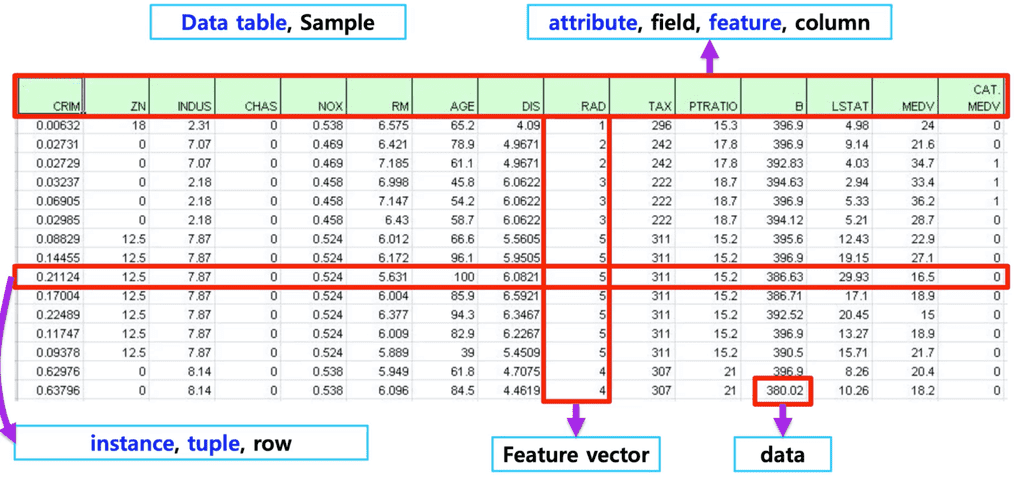 Data table, Sample
attribute, field, feature, column
CRIM ZN INDUS CHAS NOX RM AGE DIS RAD TAX PTRATIO B LSTAT MEDV CAT. MEDV
0.00632 18 2.31 0 0.538 6.575 65.2 4.09 1 296 15.3 396.9 4.98 24 0
0.02731 0 7.07 0 0.469 6.421 78.9 4.9671 2 242 17.8 396.9 9.14 21.6 0
0.02729 0 7.07 0 0.469 7.185 61.1 4.9671 2 242 17.8 392.83 4.03 34.7 1
0.03237 0 2.18 0 0.458 6.998 45.8 6.0622 3 222 18.7 394.63 2.94 33.4 1
0.06905 0 2.18 0 0.458 7.147 54.2 6.0622 3 222 18.7 396.9 5.33 36.2 1
0.02985 0 2.18 0 0.458 6.43 58.7 6.0622 3 222 18.7 394.12 5.21 28.7 0
0.08829 12.5 7.87 0 0.524 6.012 66.6 5.5605 5 311 15.2 395.6 12.43 22.9 0
0.14455 12.5 7.87 0 0.524 6.172 96.1 5.9505 5 311 15.2 396.9 19.15 27.1 0
0.21124 12.5 7.87 0 0.524 5.631 100 6.0821 5 311 15.2 386.63 29.93 16.5 0
0.17004 12.5 7.87 0 0.524 6.004 85.9 6.5921 5 311 15.2 386.71 17.1 18.9 0
0.22489 12.5 7.87 0 0.524 6.377 94.3 6.3467 5 311 15.2 392.52 20.45 15 0
0.11747 12.5 7.87 0 0.524 6.009 82.9 6.2267 5 311 15.2 396.9 13.27 18.9 0
0.09378 12.5 7.87 0 0.524 5.889 39 5.4509 5 311 15.2 390.5 15.71 21.7 0
0.62976 0 8.14 0 0.538 5.949 61.8 4.7075 4 307 21 396.9 8.26 20.4 0
0.63796 0 8.14 0 0.538 6.096 84.5 4.4619 4 307 21 380.02 10.26 18.2 0
instance, tuple, row
Feature vector
data